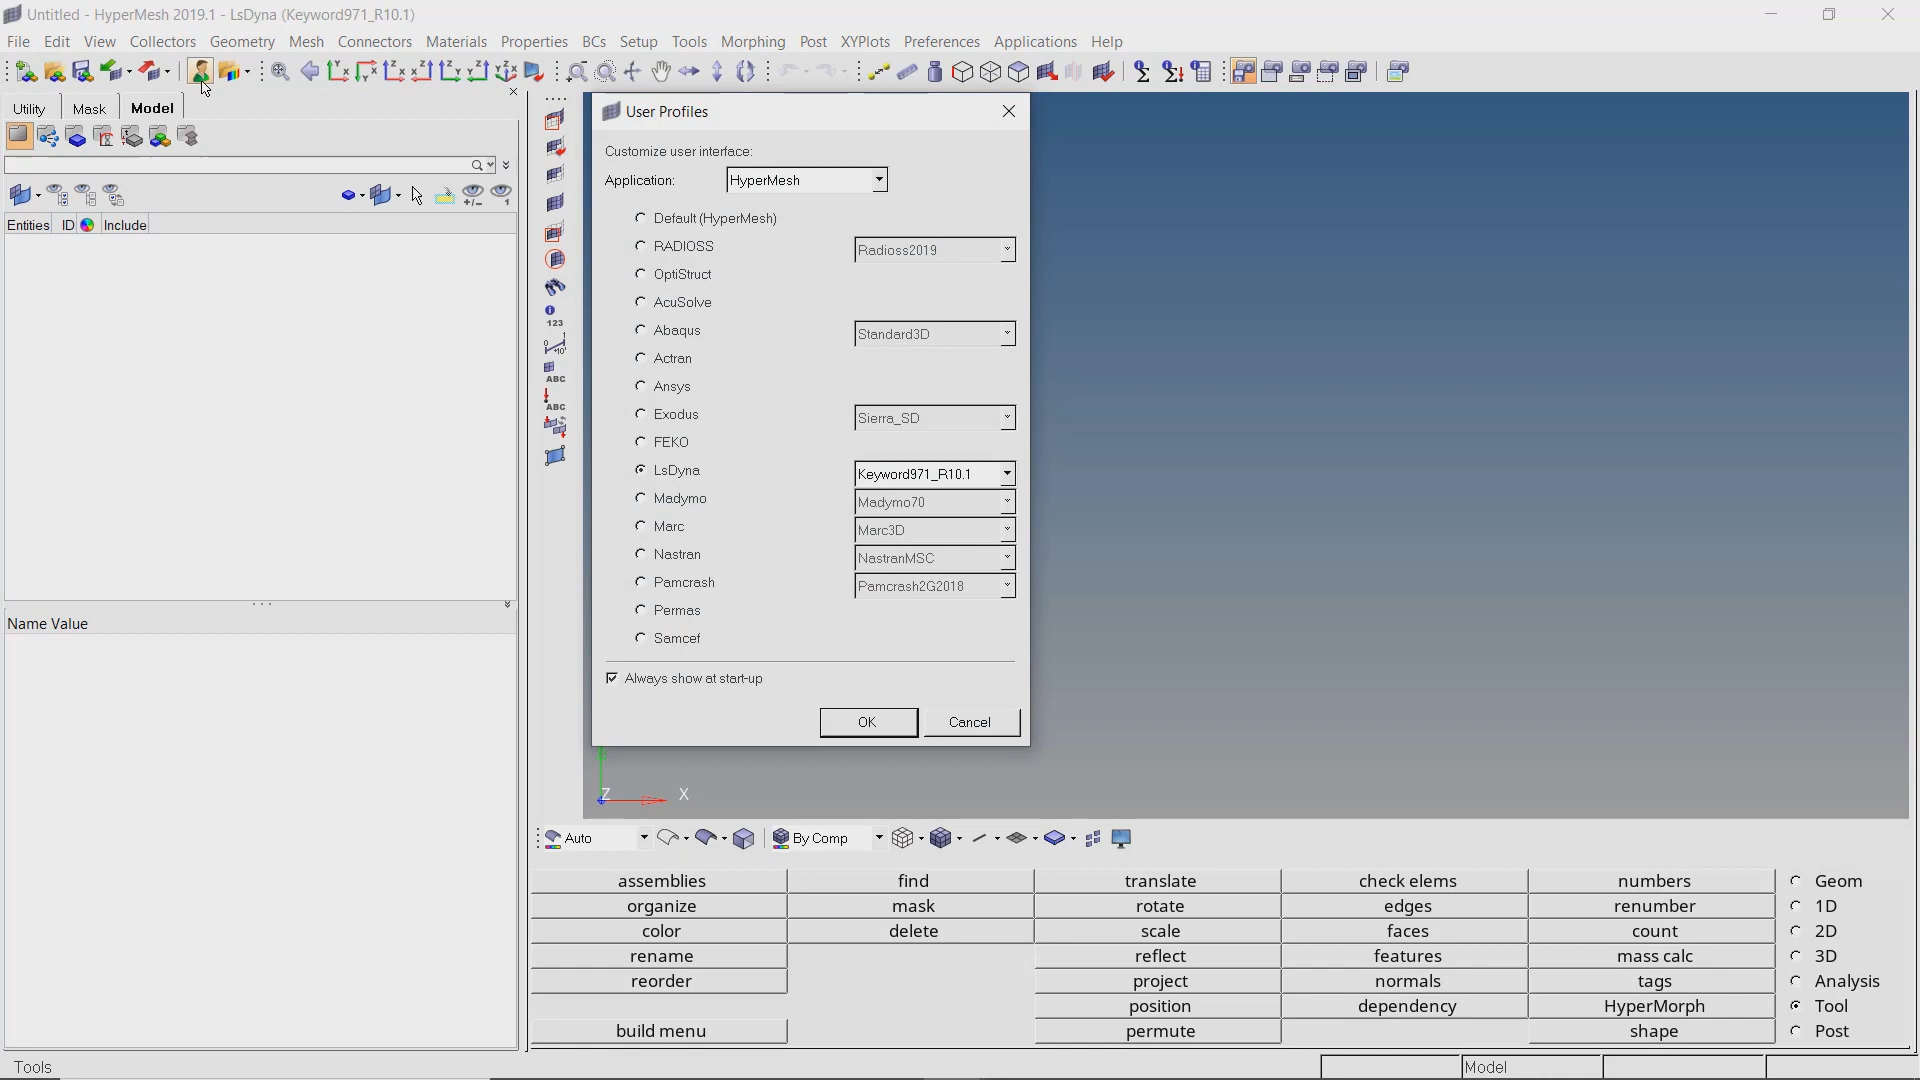 Untitled - HyperMesh 2019.1 - LsDyna (Keyword971_R10.1)
File Edit View Collectors Geometry Mesh Connectors Materials Properties BCs Setup Tools Morphing Post XYPlots Preferences Applications Help
Utility Mask Model
Entities ID Include
Name Value
User Profiles
Customize user interface:
Application: HyperMesh
Default (HyperMesh)
RADIOSS Radioss2019
OptiStruct
AcuSolve
Abaqus Standard3D
Actran
Ansys
Exodus Sierra_SD
FEKO
LsDyna Keyword971_R10.1
Madymo Madymo70
Marc Marc3D
Nastran NastranMSC
Pamcrash Pamcrash2G2018
Permas
Samcef
Always show at start-up
OK Cancel
123
ABC
ABC
Z X
Auto By Comp
assemblies find translate check elems numbers Geom
organize mask rotate edges renumber 1D
color delete scale faces count 2D
rename reflect features mass calc 3D
reorder project normals tags Analysis
position dependency HyperMorph Tool
build menu permute shape Post
Tools Model